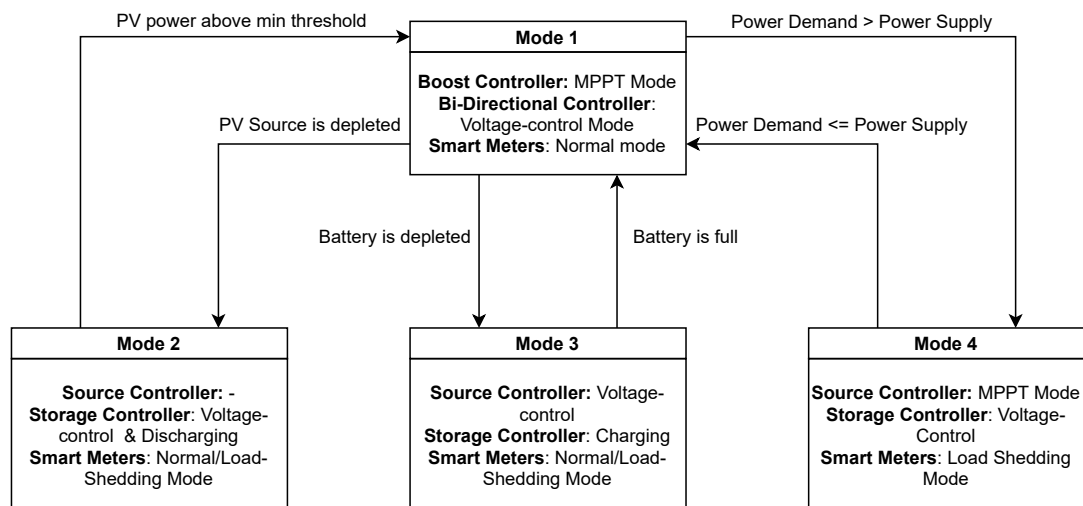 PV power above min threshold
Power Demand > Power Supply
Mode 1
Boost Controller: MPPT Mode
Bi-Directional Controller:
Voltage-control Mode
Smart Meters: Normal mode
PV Source is depleted
Power Demand <= Power Supply
Battery is depleted
Battery is full
Mode 2
Source Controller: -
Storage Controller: Voltage-
control & Discharging
Smart Meters: Normal/Load-
Shedding Mode
Mode 3
Source Controller: Voltage-
control
Storage Controller: Charging
Smart Meters: Normal/Load-
Shedding Mode
Mode 4
Source Controller: MPPT Mode
Storage Controller: Voltage-
Control
Smart Meters: Load Shedding
Mode